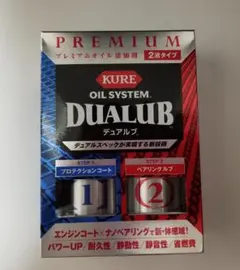 PREMIUM
プレミアムオイル添加剤 2液タイプ
KURE
OIL SYSTEM
DUALUB
デュアルブ
デュアルスペックが実現する新技術
STEP 1
プロテクションコート
STEP 2
ベアリングルブ
1
2
エンジンコート×ナノベアリングで新・体感域!
パワーUP/耐久性/静動性/静音性/省燃費